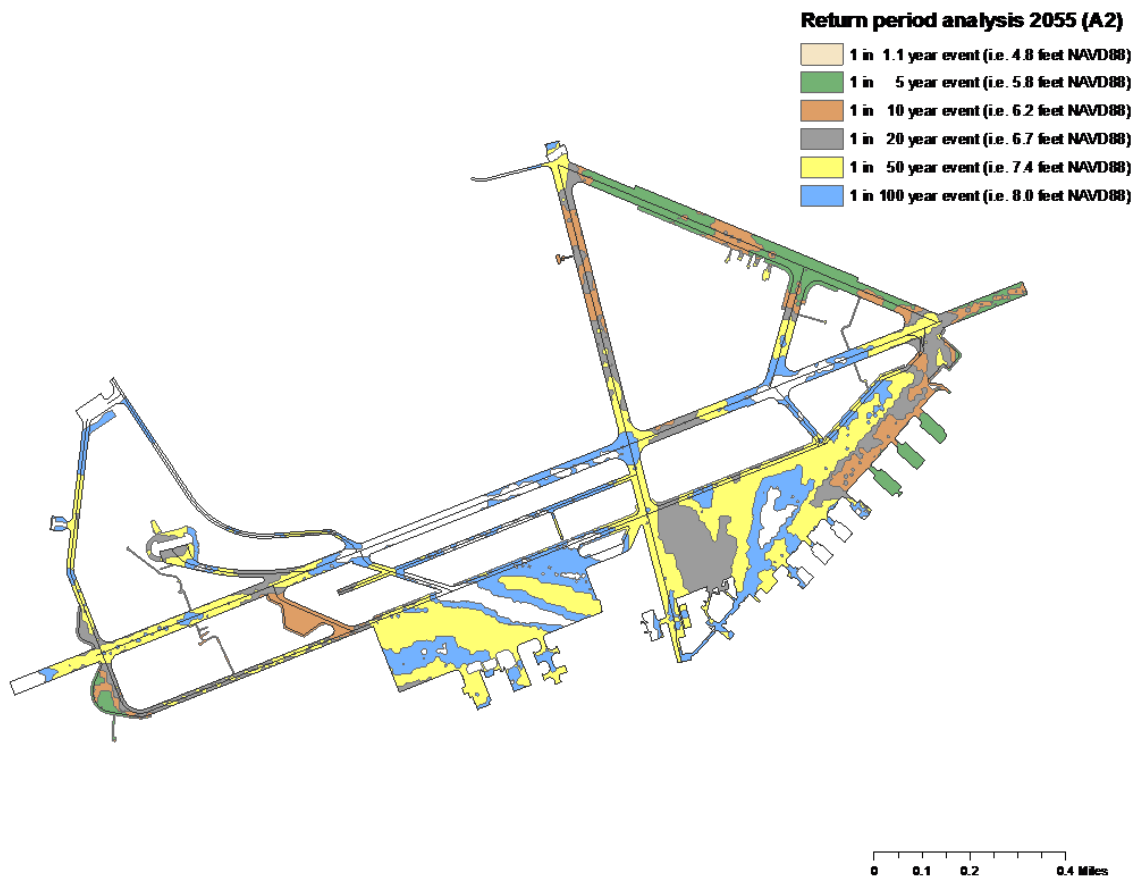 Return period analysis 2055 (A2)
1 in 1.1 year event (i.e. 4.8 feet NAVD88)
1 in 5 year event (i.e. 5.8 feet NAVD88)
1 in 10 year event (i.e. 6.2 feet NAVD88)
1 in 20 year event (i.e. 6.7 feet NAVD88)
1 in 50 year event (i.e. 7.4 feet NAVD88)
1 in 100 year event (i.e. 8.0 feet NAVD88)
0 0.1 0.2 0.4 Miles